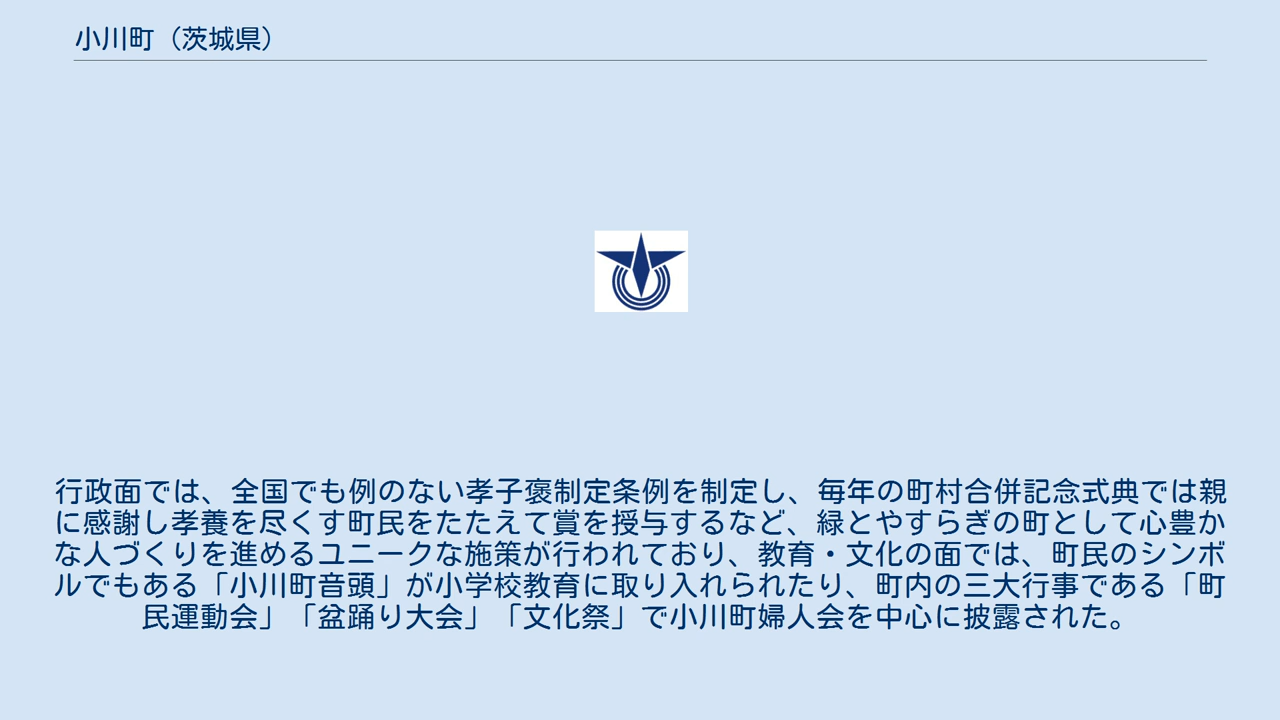 小川町（茨城県）
行政面では、全国でも例のない孝子褒制定条例を制定し、毎年の町村合併記念式典では親
に感謝し孝養を尽くす町民をたたえて賞を授与するなど、緑とやすらぎの町として心豊か
な人づくりを進めるユニークな施策が行われており、教育・文化の面では、町民のシンボ
ルでもある「小川町音頭」が小学校教育に取り入れられたり、町内の三大行事である「町
民運動会」「盆踊り大会」「文化祭」で小川町婦人会を中心に披露された。